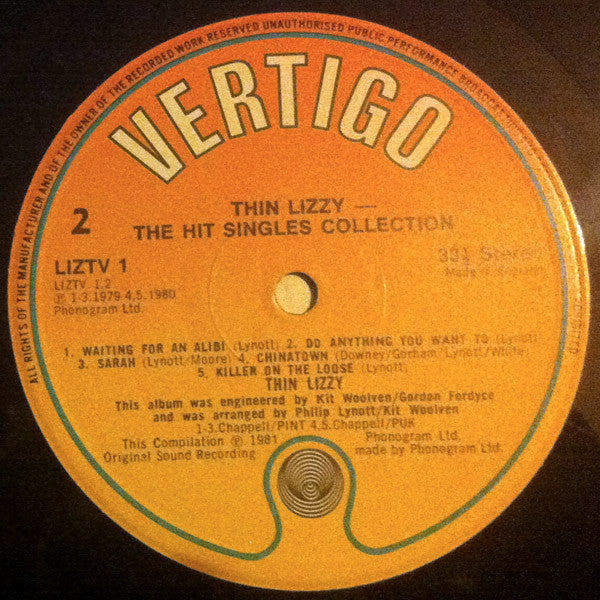 ALL RIGHTS OF THE MANUFACTURER AND OF THE OWNER OF THE RECORDED WORK RESERVED UNAUTHORISED PUBLIC PERFORMANCE BROADCASTING
VERTIGO
THIN LIZZY —
THE HIT SINGLES COLLECTION
2
LIZTV 1
33⅓ Stereo
LIZTV 1.2
Made in England
℗ 1-3.1979 4.5.1980
Phonogram Ltd.
1. WAITING FOR AN ALIBI (Lynott) 2. DO ANYTHING YOU WANT TO (Lynott)
3. SARAH (Lynott/Moore) 4. CHINATOWN (Downey/Gorham/Lynott/White)
5. KILLER ON THE LOOSE (Lynott)
THIN LIZZY
This album was engineered by Kit Woolven/Gordon Fordyce
and was arranged by Philip Lynott/Kit Woolven
1-3.Chappell/PINT 4.5.Chappell/PUK
This Compilation ℗ 1981 Phonogram Ltd.
Original Sound Recording made by Phonogram Ltd.